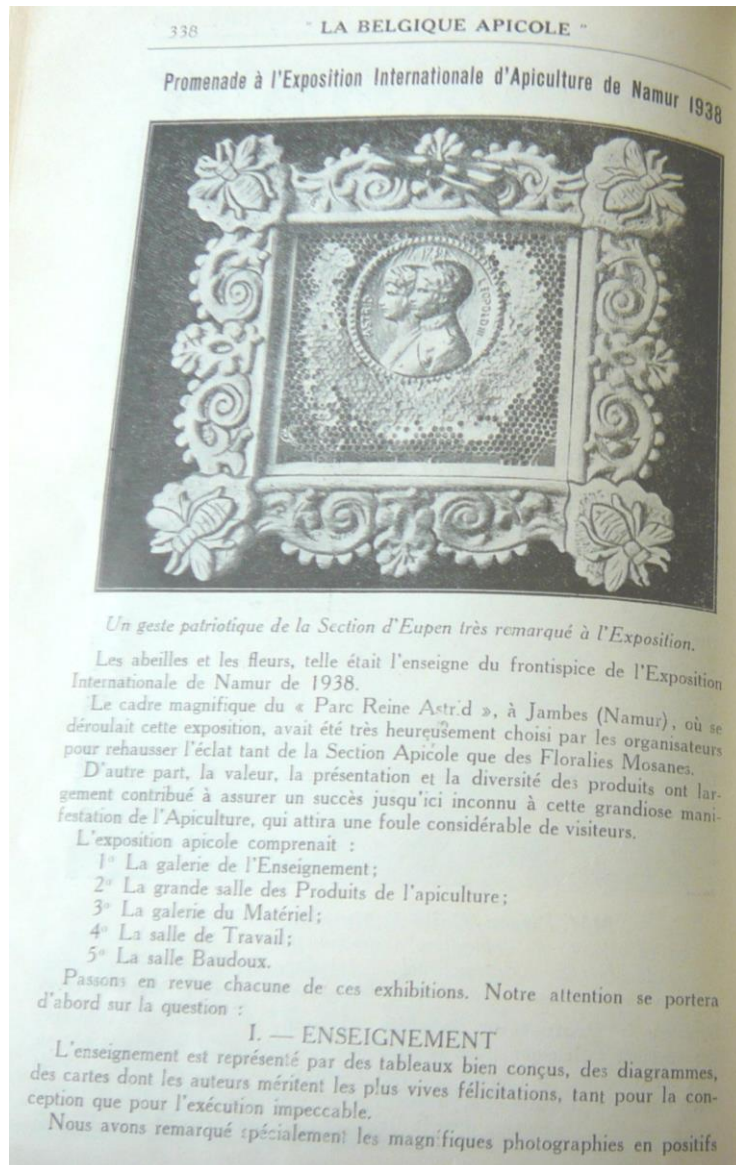 338 " LA BELGIQUE APICOLE "
Promenade à l'Exposition Internationale d'Apiculture de Namur 1938
ASTRID LEOPOLD III
Un geste patriotique de la Section d'Eupen très remarqué à l'Exposition.
Les abeilles et les fleurs, telle était l'enseigne du frontispice de l'Exposition
Internationale de Namur de 1938.
Le cadre magnifique du « Parc Reine Astrid », à Jambes (Namur), où se
déroulait cette exposition, avait été très heureusement choisi par les organisateurs
pour rehausser l'éclat tant de la Section Apicole que des Floralies Mosanes.
D'autre part, la valeur, la présentation et la diversité des produits ont lar-
gement contribué à assurer un succès jusqu'ici inconnu à cette grandiose mani-
festation de l'Apiculture, qui attira une foule considérable de visiteurs.
L'exposition apicole comprenait :
1° La galerie de l'Enseignement;
2° La grande salle des Produits de l'apiculture;
3° La galerie du Matériel;
4° La salle de Travail;
5° La salle Baudoux.
Passons en revue chacune de ces exhibitions. Notre attention se portera
d'abord sur la question :
I. — ENSEIGNEMENT
L'enseignement est représenté par des tableaux bien conçus, des diagrammes,
des cartes dont les auteurs méritent les plus vives félicitations, tant pour la con-
ception que pour l'exécution impeccable.
Nous avons remarqué spécialement les magnifiques photographies en positifs